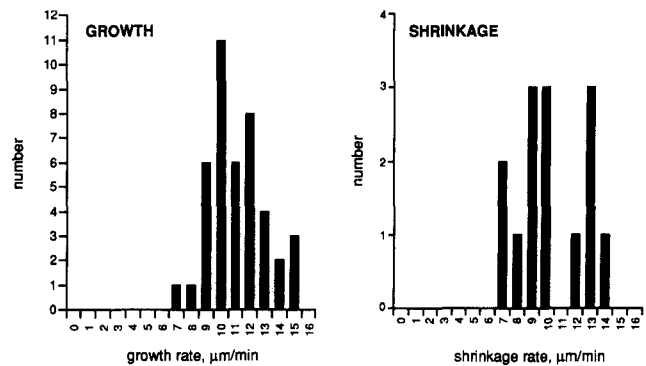 GROWTH
number
12
11
10
9
8
7
6
5
4
3
2
1
0
0 1 2 3 4 5 6 7 8 9 10 11 12 13 14 15 16
growth rate, μm/min
SHRINKAGE
number
4
3
2
1
0
0 1 2 3 4 5 6 7 8 9 10 11 12 13 14 15 16
shrinkage rate, μm/min